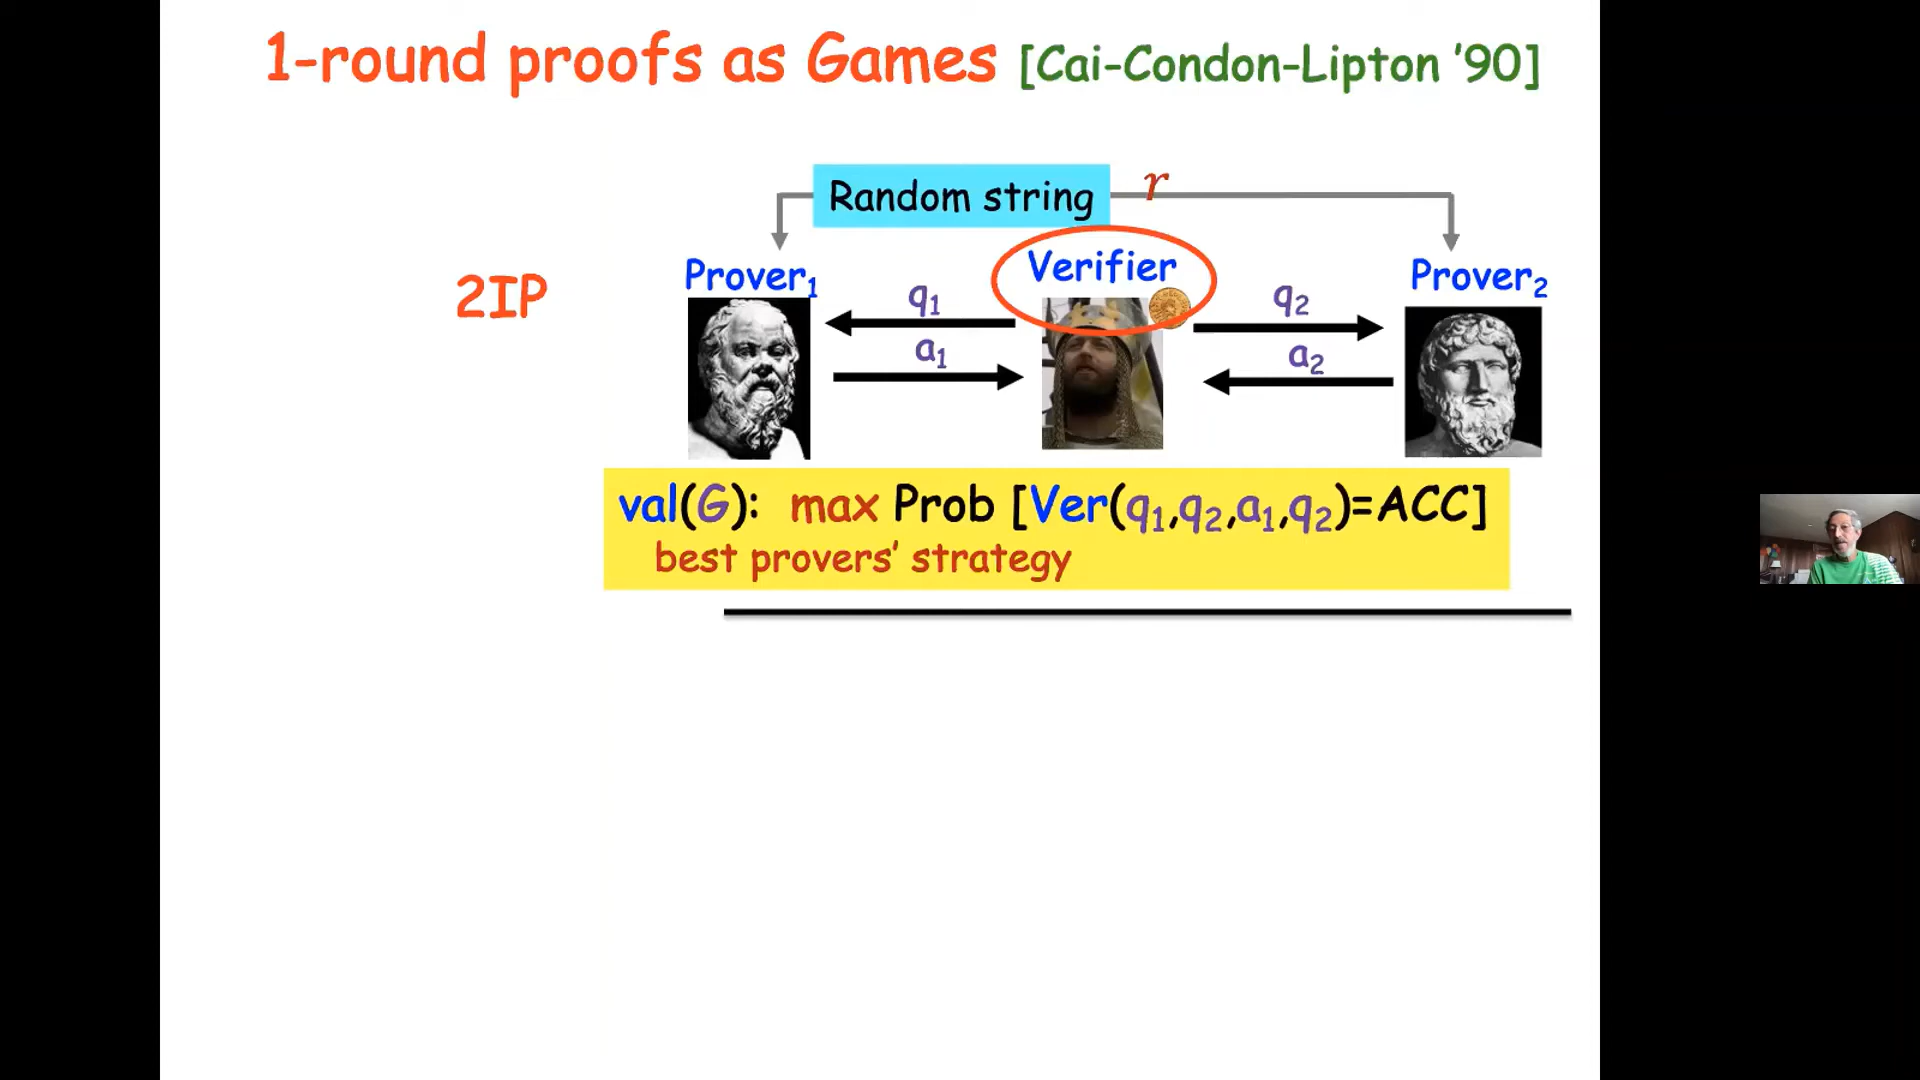 1-round proofs as Games [Cai-Condon-Lipton '90]
Random string r
Verifier
Prover₁
Prover₂
2IP
q₁
q₂
a₁
a₂
val(G): max Prob [Ver(q₁,q₂,a₁,q₂)=ACC]
best provers' strategy